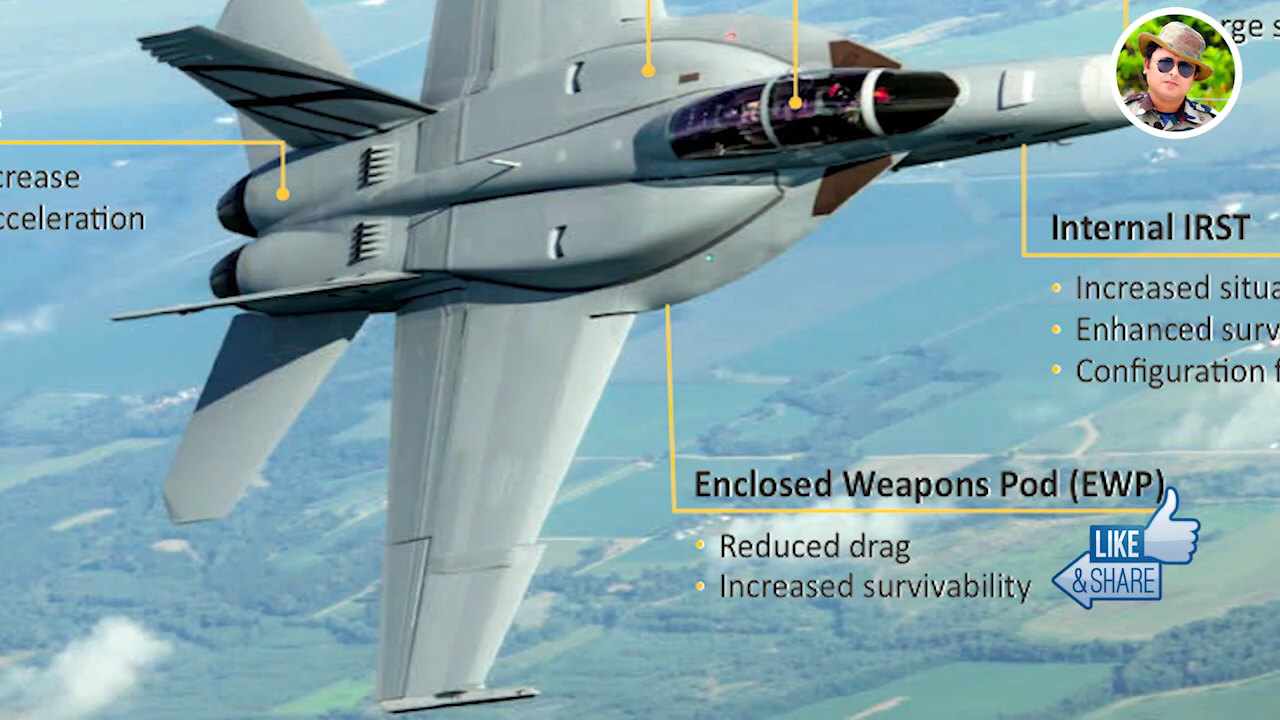 rge s
crease
cceleration
Internal IRST
Increased situa
Enhanced surv
Configuration f
Enclosed Weapons Pod (EWP)
Reduced drag
Increased survivability
LIKE
& SHARE